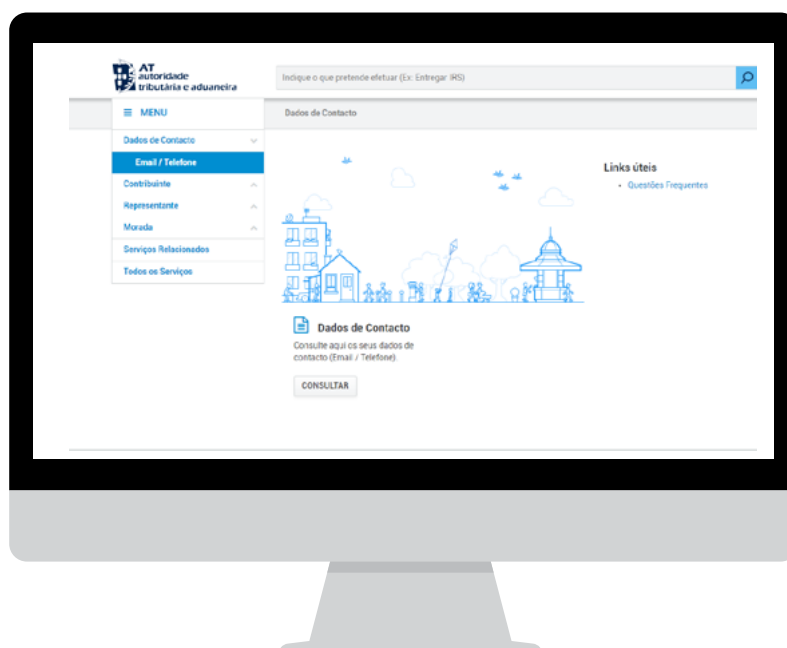 AT
autoridade
tributária e aduaneira
Indique o que pretende efetuar (Ex: Entregar IRS)
MENU
Dados de Contacto
Dados de Contacto
Email / Telefone
Contribuinte
Representante
Morada
Serviços Relacionados
Todos os Serviços
Links úteis
Questões Frequentes
Dados de Contacto
Consulte aqui os seus dados de
contacto (Email / Telefone).
CONSULTAR